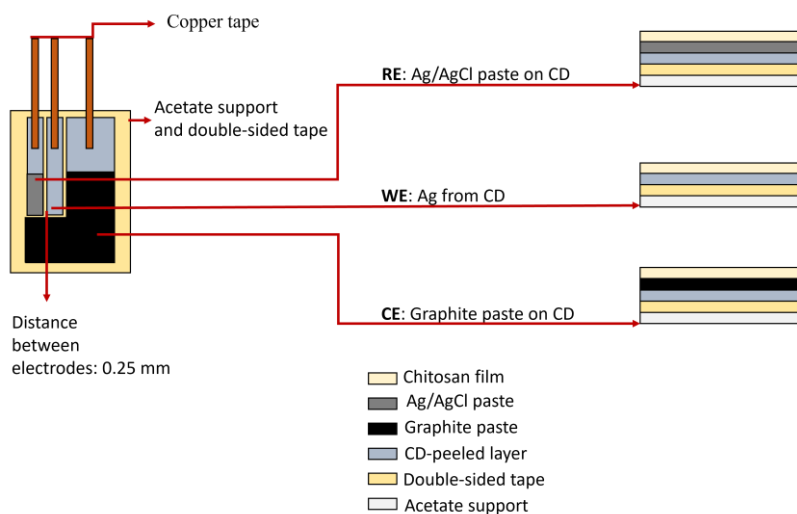 Copper tape
RE: Ag/AgCl paste on CD
Acetate support
and double-sided tape
WE: Ag from CD
CE: Graphite paste on CD
Distance
between
electrodes: 0.25 mm
Chitosan film
Ag/AgCl paste
Graphite paste
CD-peeled layer
Double-sided tape
Acetate support